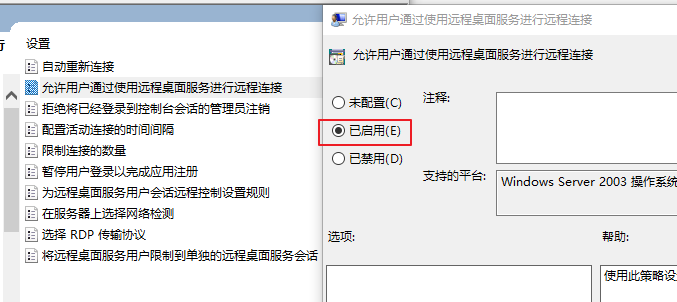 行
设置
自动重新连接
允许用户通过使用远程桌面服务进行远程连接
拒绝将已经登录到控制台会话的管理员注销
配置活动连接的时间间隔
限制连接的数量
暂停用户登录以完成应用注册
为远程桌面服务用户会话远程控制设置规则
在服务器上选择网络检测
选择 RDP 传输协议
将远程桌面服务用户限制到单独的远程桌面服务会话
允许用户通过使用远程桌面服务进行远程连接
允许用户通过使用远程桌面服务进行远程连接
未配置(C)
注释:
已启用(E)
已禁用(D)
支持的平台:
Windows Server 2003 操作系统
选项:
帮助:
使用此策略设